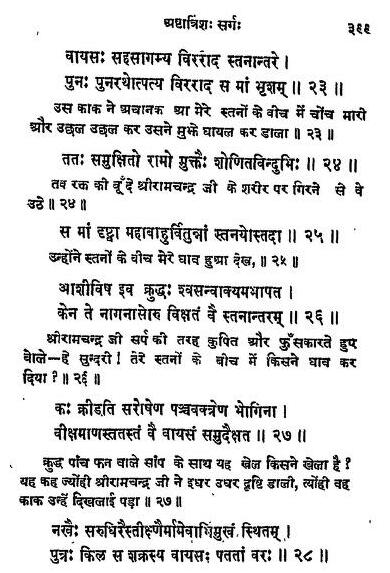 अष्टात्रिंशः सर्गः ३९९
वायसः सहसागम्य विरराद स्तनान्तरे ।
पुनः पुनरथोत्पत्य विरराद स मां भृशम् ॥ २३ ॥
उस काक ने अचानक आ मेरे स्तनों के बीच में चोंच मारी
और उछल उछल कर उसने मुझे घायल कर डाला ॥ २३ ॥
ततः समुक्षितो रामो मुक्तैः शोणितविन्दुभिः ॥ २४ ॥
तब रक्त की बूँदें श्रीरामचन्द्र जी के शरीर पर गिरने से वे
उठे ॥ २४ ॥
स मां दृष्ट्वा महाबाहुर्वितुन्नां स्तनयोस्तदा ॥ २५ ॥
उन्होंने स्तनों के बीच मेरे घाव हुआ देख, ॥ २५ ॥
आशीविष इव क्रुद्धः श्वसन्वाक्यमभाषत ।
केन ते नागनासोरु विक्षतं वै स्तनान्तरम् ॥ २६ ॥
श्रीरामचन्द्र जी सर्प की तरह कुपित और फुँसकारते हुए
बोले—हे सुन्दरी ! तेरे स्तनों के बीच में किसने घाव कर
दिया ? ॥ २६ ॥
कः क्रीडति सरोषेण पञ्चवक्त्रेण भोगिना ।
वीक्षमाणस्ततस्तं वै वायसं समुदैक्षत ॥ २७ ॥
क्रुद्ध पांच फन वाले सांप के साथ यह खेल किसने खेला है ?
यह कह ज्योंही श्रीरामचन्द्र जी ने इधर उधर दृष्टि डाली, त्योंही वह
काक उन्हें दिखलाई पड़ा ॥ २७ ॥
नखैः सरुधिरैस्तीक्ष्णैर्मामेवाभिमुखं स्थितम् ।
पुत्रः किल स शक्रस्य वायसः पततां वरः ॥ २८ ॥